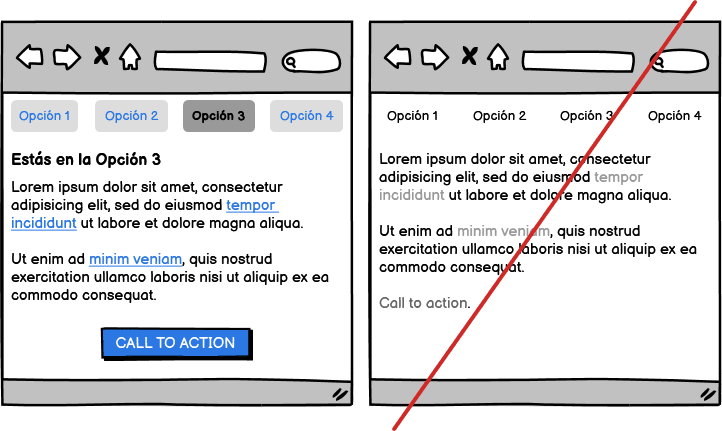 Opción 1 Opción 2 Opción 3 Opción 4
Estás en la Opción 3
Lorem ipsum dolor sit amet, consectetur
adipisicing elit, sed do eiusmod tempor
incididunt ut labore et dolore magna aliqua.
Ut enim ad minim veniam, quis nostrud
exercitation ullamco laboris nisi ut aliquip ex ea
commodo consequat.
CALL TO ACTION
Opción 1 Opción 2 Opción 3 Opción 4
Lorem ipsum dolor sit amet, consectetur
adipisicing elit, sed do eiusmod tempor
incididunt ut labore et dolore magna aliqua.
Ut enim ad minim veniam, quis nostrud
exercitation ullamco laboris nisi ut aliquip ex ea
commodo consequat.
Call to action.